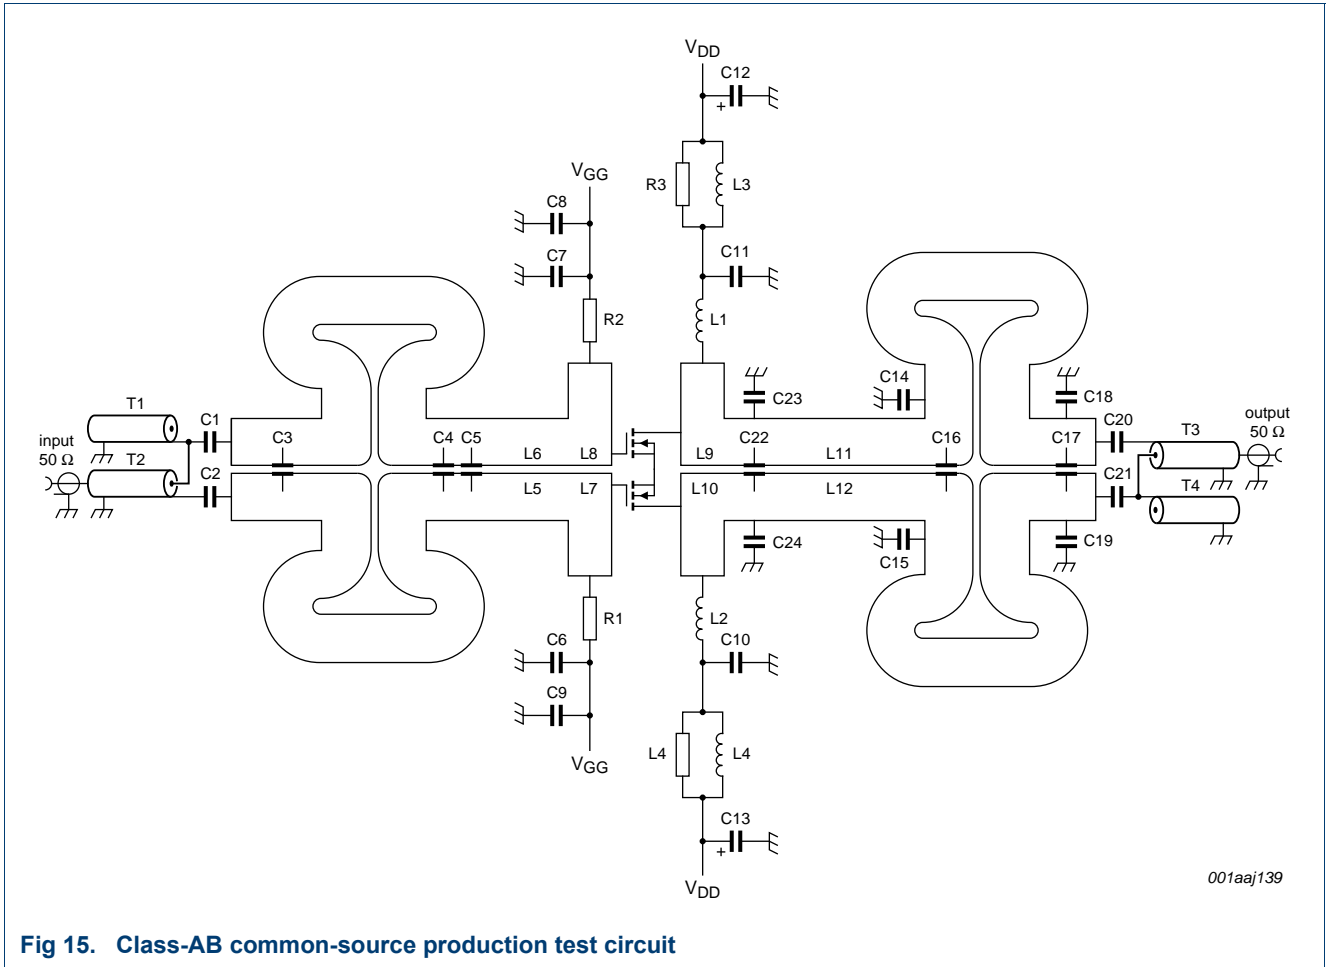 VDD
C12
R3
L3
VGG
C8
C7
C11
R2
L1
C14
C23
C18
T1
C1
C20
T3
output
50 Ω
input
50 Ω
C3
C4
C5
L6
L8
L9
C22
L11
C16
C17
T2
C2
L5
L7
L10
L12
C21
T4
C24
C15
C19
R1
L2
C6
C10
C9
VGG
L4
L4
C13
VDD
001aaj139
Fig 15. Class-AB common-source production test circuit